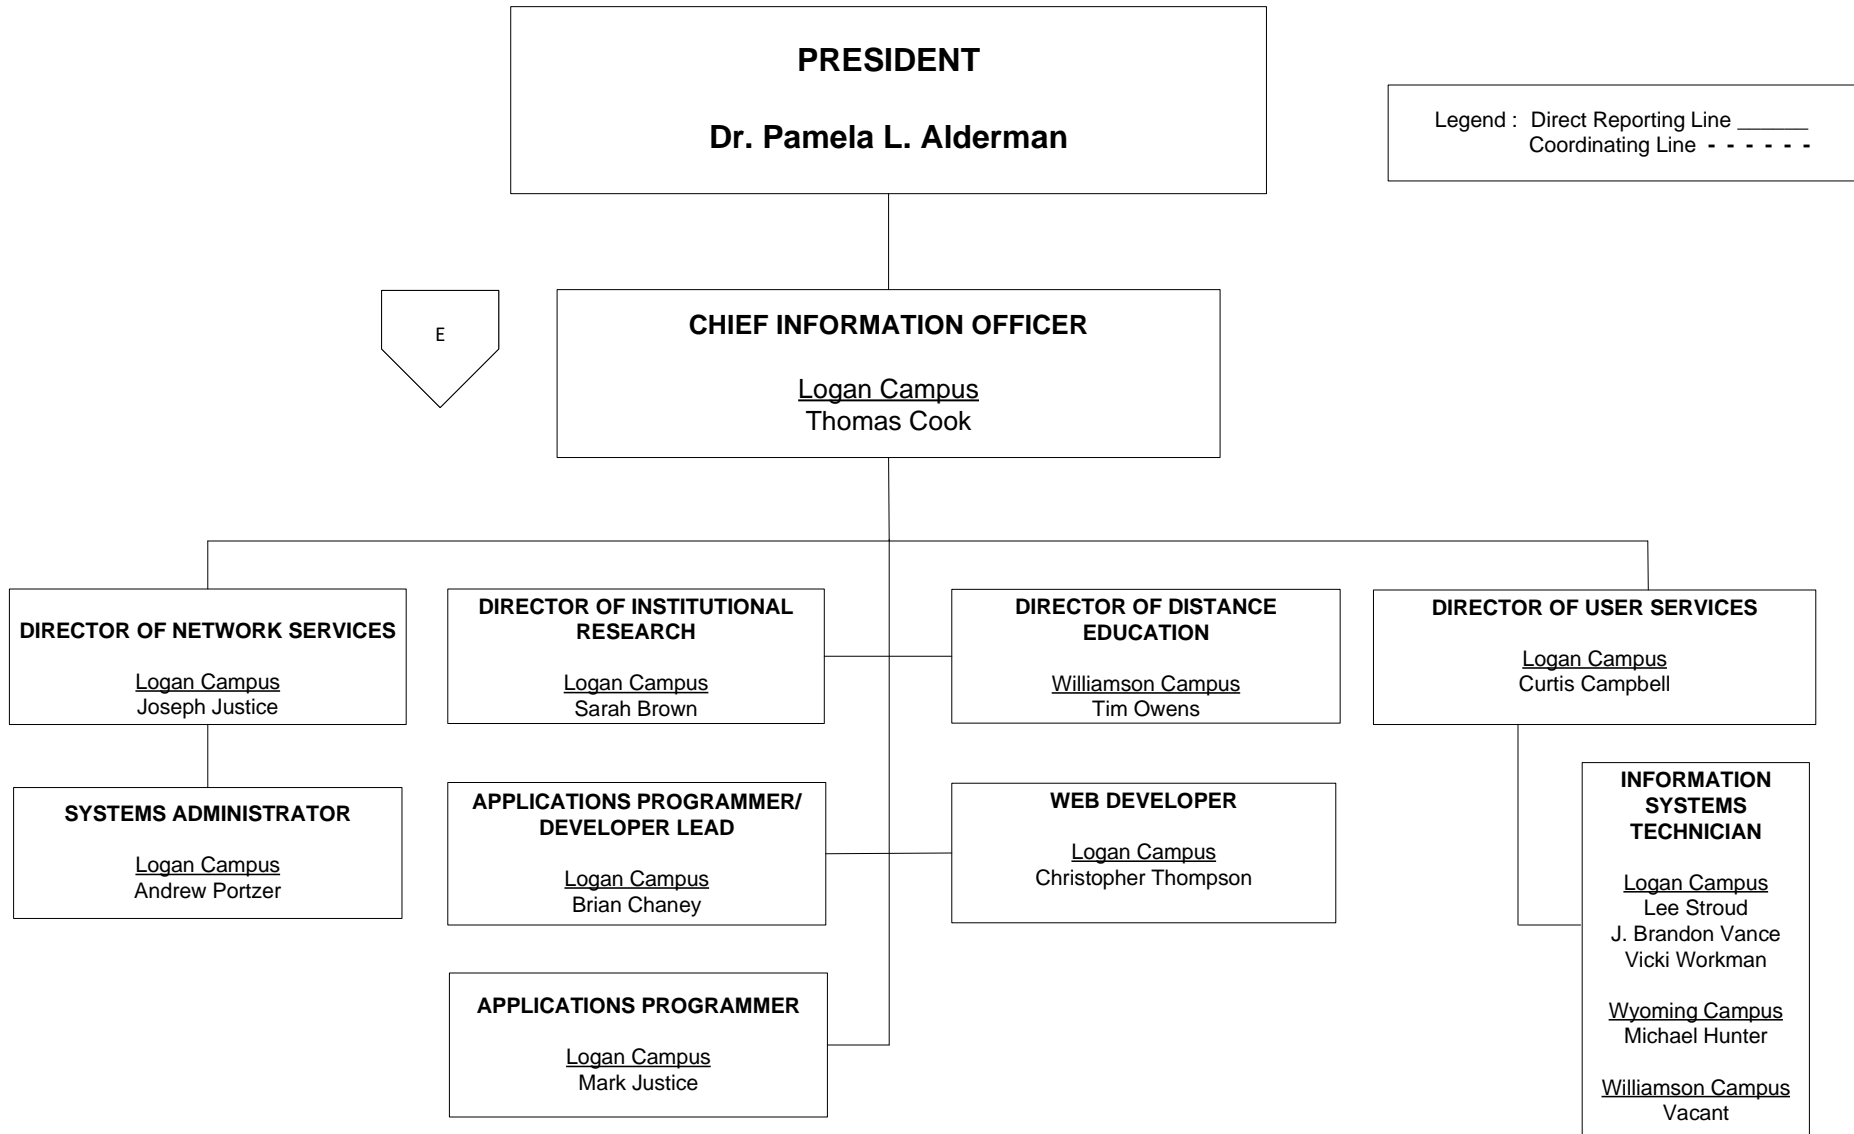 PRESIDENT
Dr. Pamela L. Alderman
Legend : Direct Reporting Line ______
Coordinating Line - - - - - -
E
CHIEF INFORMATION OFFICER
Logan Campus
Thomas Cook
DIRECTOR OF NETWORK SERVICES
Logan Campus
Joseph Justice
DIRECTOR OF INSTITUTIONAL
RESEARCH
Logan Campus
Sarah Brown
DIRECTOR OF DISTANCE
EDUCATION
Williamson Campus
Tim Owens
DIRECTOR OF USER SERVICES
Logan Campus
Curtis Campbell
SYSTEMS ADMINISTRATOR
Logan Campus
Andrew Portzer
APPLICATIONS PROGRAMMER/
DEVELOPER LEAD
Logan Campus
Brian Chaney
WEB DEVELOPER
Logan Campus
Christopher Thompson
INFORMATION
SYSTEMS
TECHNICIAN
Logan Campus
Lee Stroud
J. Brandon Vance
Vicki Workman
Wyoming Campus
Michael Hunter
Williamson Campus
Vacant
APPLICATIONS PROGRAMMER
Logan Campus
Mark Justice